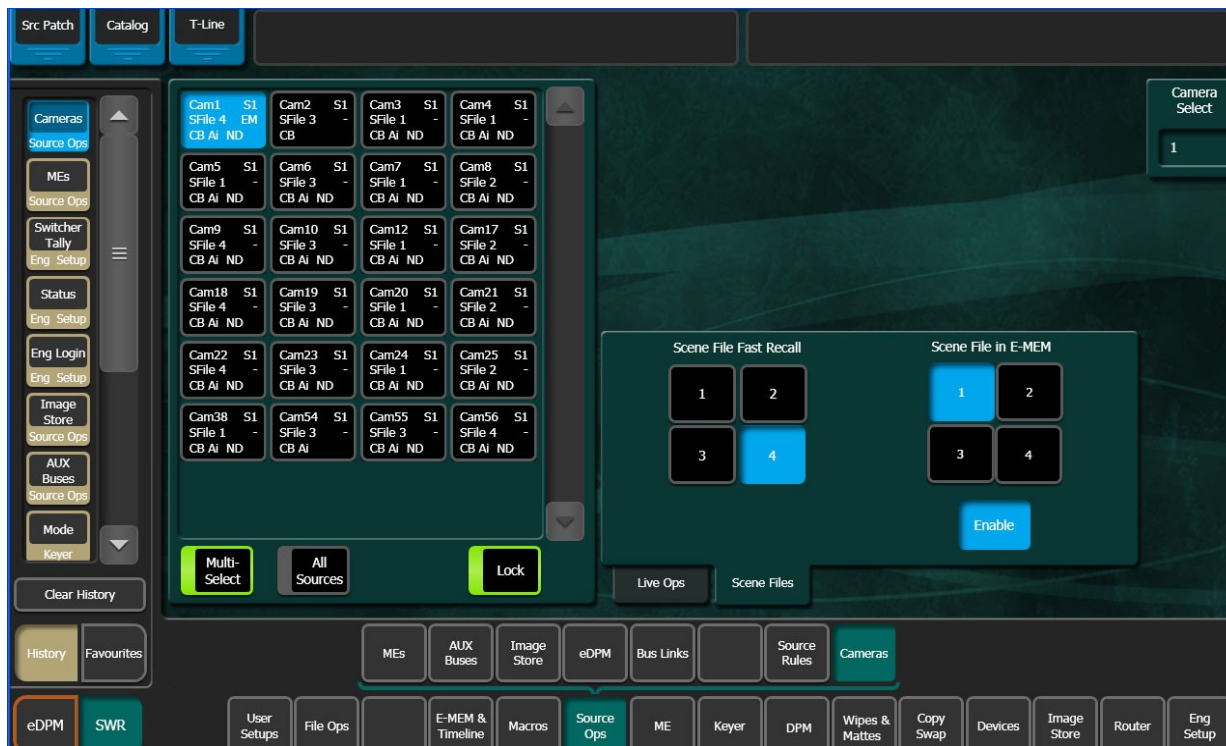 Src Patch
Catalog
T-Line
Cameras
Source Ops
MEs
Source Ops
Switcher
Tally
Eng Setup
Status
Eng Setup
Eng Login
Eng Setup
Image
Store
Source Ops
AUX
Buses
Source Ops
Mode
Keyer
Clear History
History
Favourites
Cam1 S1
SFile 4 EM
CB Ai ND
Cam2 S1
SFile 3 -
CB
Cam3 S1
SFile 1 -
CB Ai ND
Cam4 S1
SFile 1 -
CB Ai ND
Cam5 S1
SFile 1 -
CB Ai ND
Cam6 S1
SFile 3 -
CB Ai ND
Cam7 S1
SFile 1 -
CB Ai ND
Cam8 S1
SFile 2 -
CB Ai ND
Cam9 S1
SFile 4 -
CB Ai ND
Cam10 S1
SFile 3 -
CB Ai ND
Cam12 S1
SFile 1 -
CB Ai ND
Cam17 S1
SFile 2 -
CB Ai ND
Cam18 S1
SFile 4 -
CB Ai ND
Cam19 S1
SFile 3 -
CB Ai ND
Cam20 S1
SFile 1 -
CB Ai ND
Cam21 S1
SFile 2 -
CB Ai ND
Cam22 S1
SFile 4 -
CB Ai ND
Cam23 S1
SFile 3 -
CB Ai ND
Cam24 S1
SFile 1 -
CB Ai ND
Cam25 S1
SFile 2 -
CB Ai ND
Cam38 S1
SFile 1 -
CB Ai ND
Cam54 S1
SFile 3 -
CB Ai
Cam55 S1
SFile 3 -
CB Ai ND
Cam56 S1
SFile 4 -
CB Ai ND
Multi-
Select
All
Sources
Lock
Camera
Select
1
Scene File Fast Recall
1 2
3 4
Scene File in E-MEM
1 2
3 4
Enable
Live Ops
Scene Files
MEs
AUX
Buses
Image
Store
eDPM
Bus Links
Source
Rules
Cameras
eDPM
SWR
User
Setups
File Ops
E-MEM &
Timeline
Macros
Source
Ops
ME
Keyer
DPM
Wipes &
Mattes
Copy
Swap
Devices
Image
Store
Router
Eng
Setup